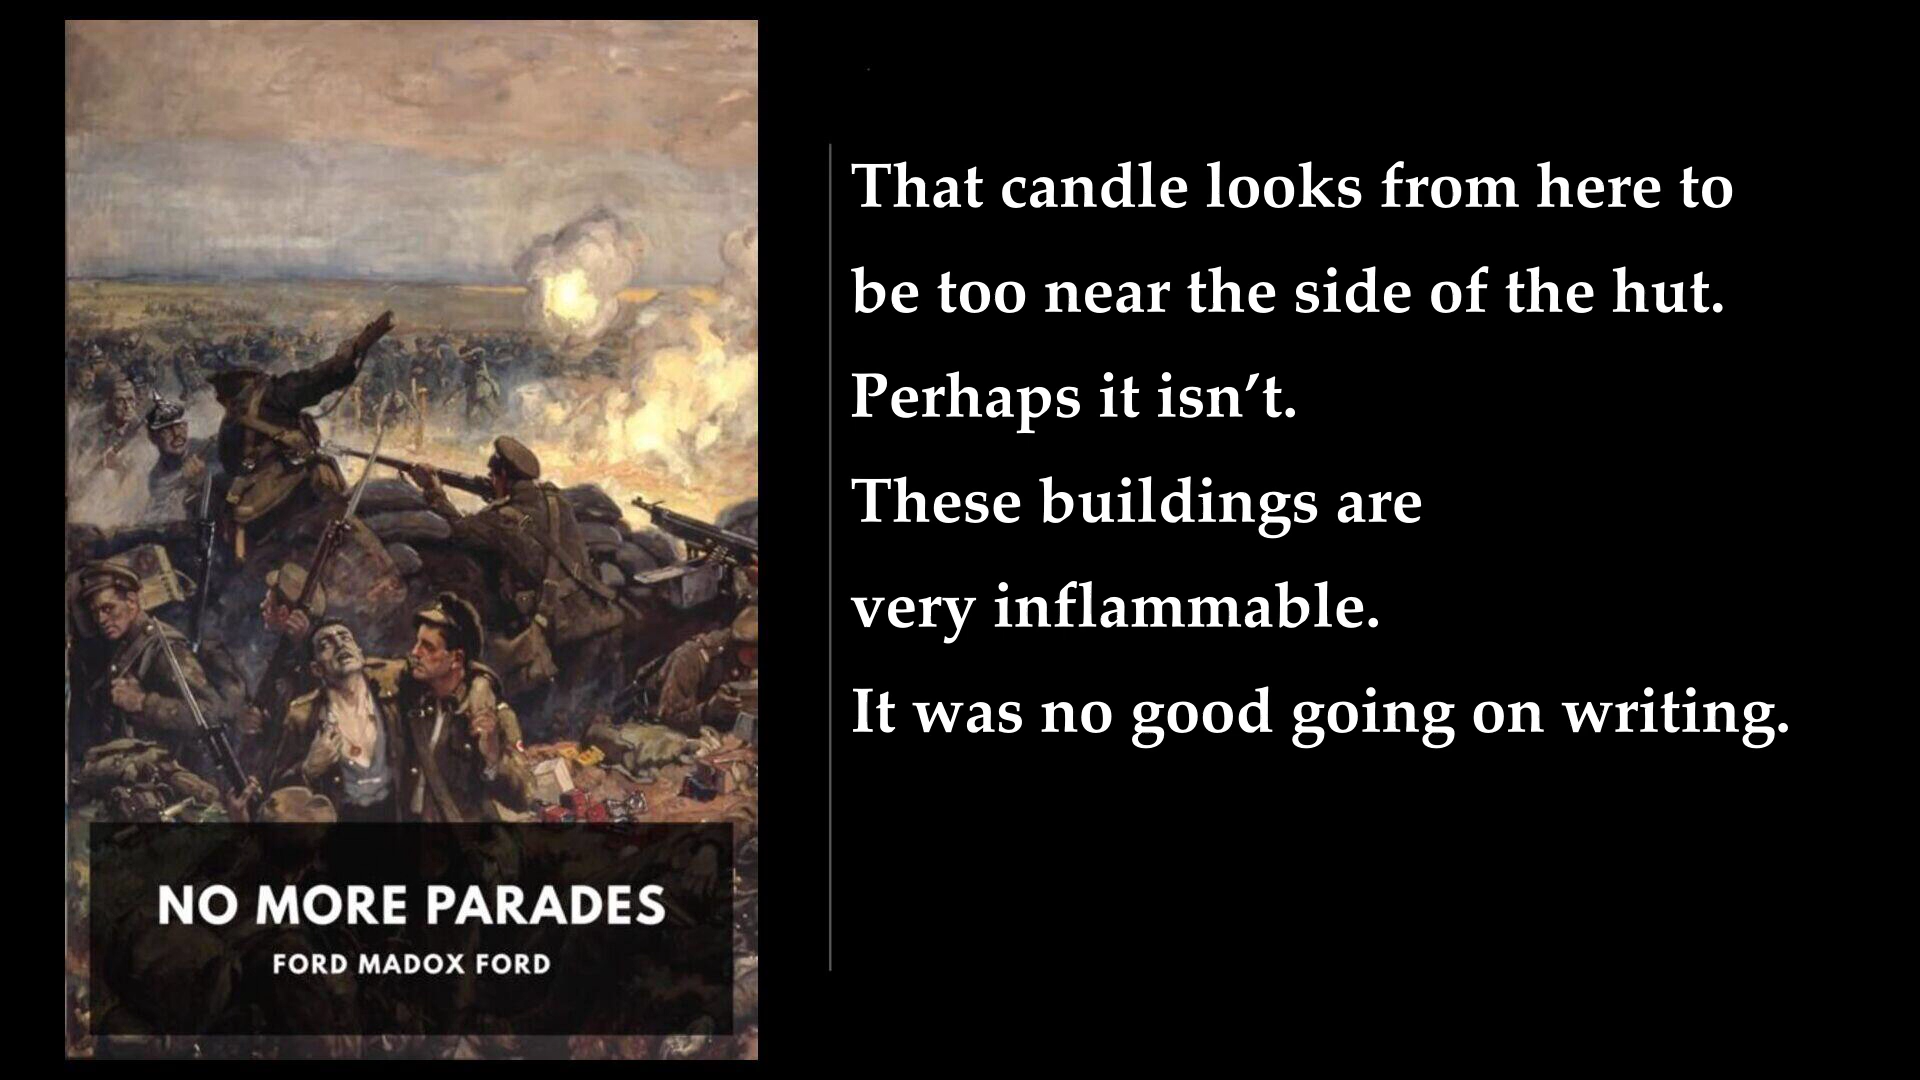 That candle looks from here to
be too near the side of the hut.
Perhaps it isn’t.
These buildings are
very inflammable.
It was no good going on writing.
NO MORE PARADES
FORD MADOX FORD